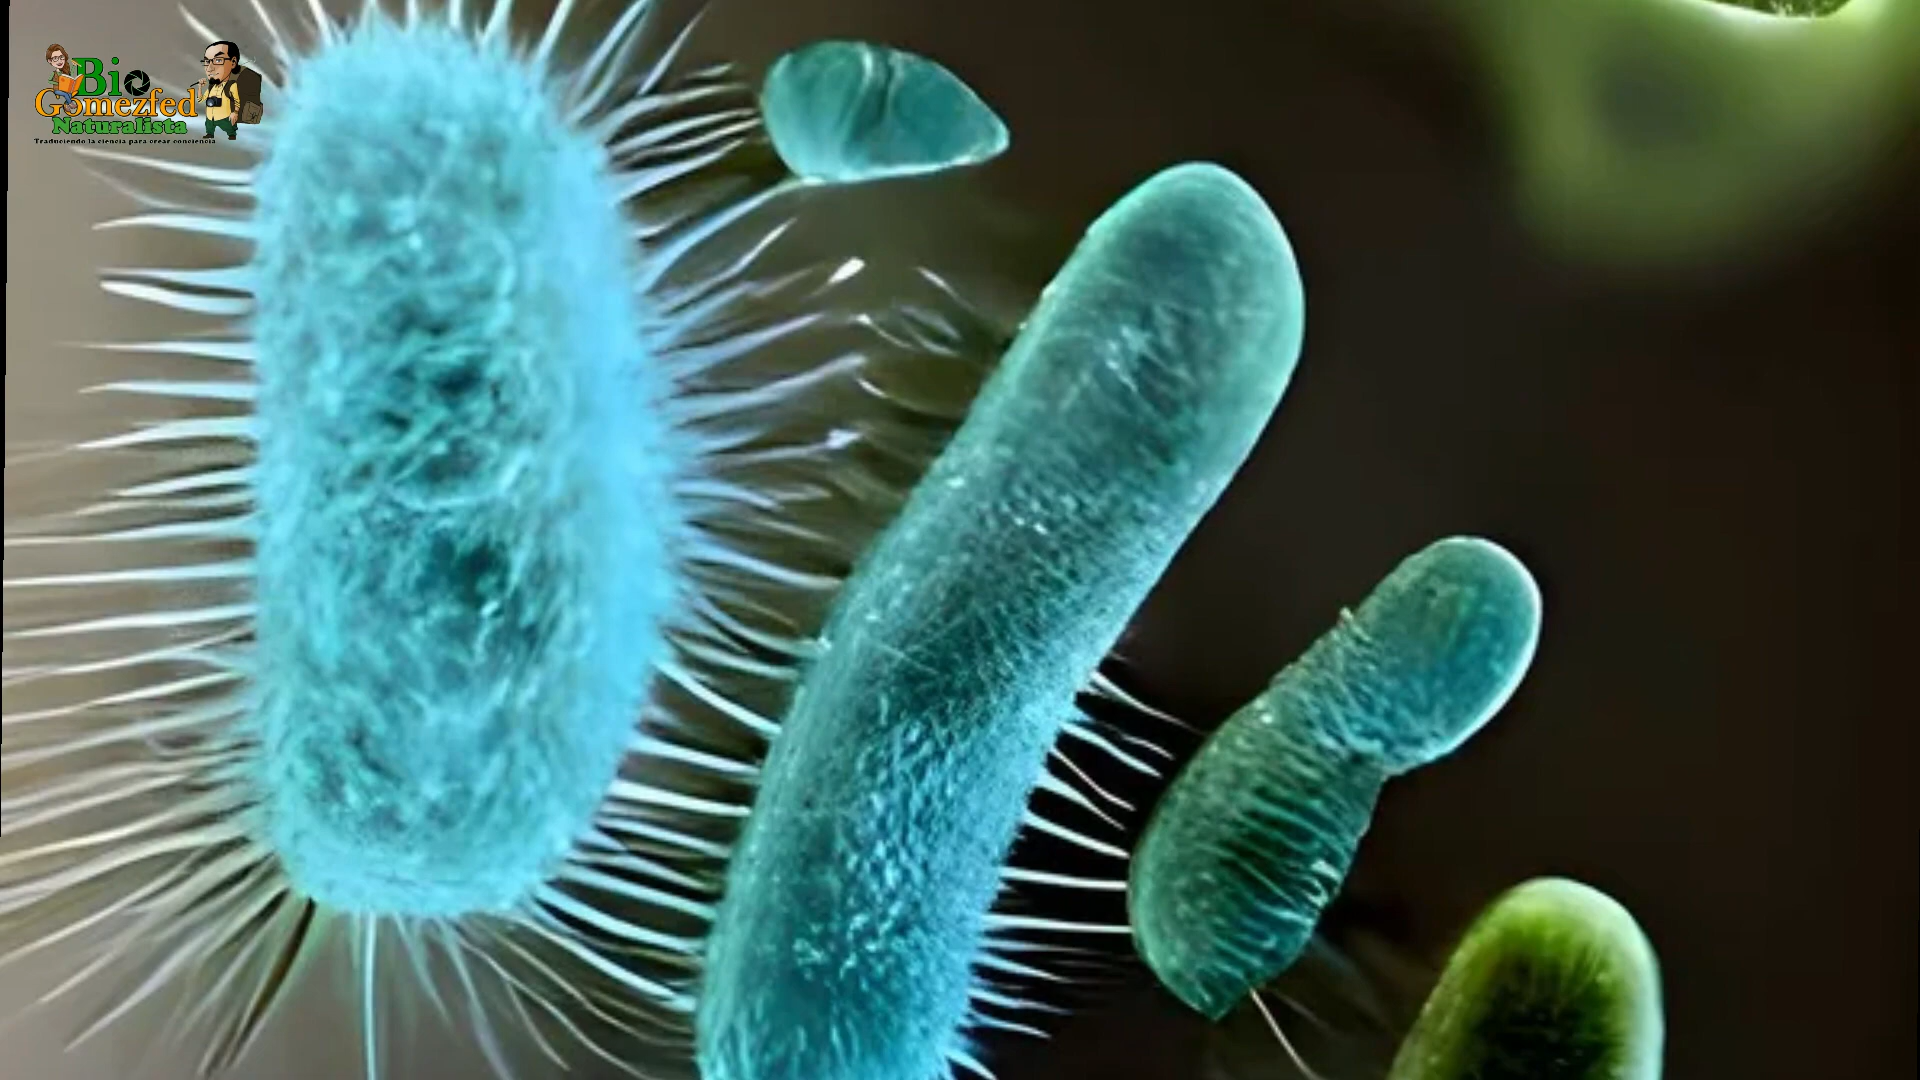 Bio
Gomezfed
Naturalista
Traduciendo la ciencia para crear conciencia